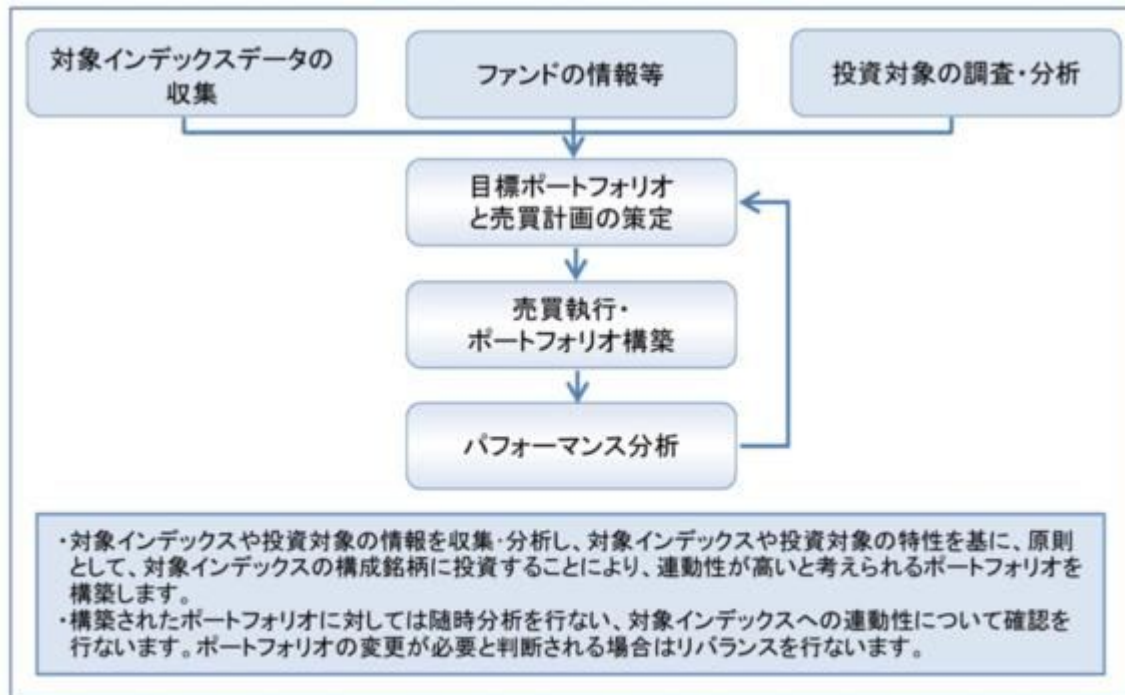 対象インデックスデータの
収集
ファンドの情報等
投資対象の調査・分析
目標ポートフォリオ
と売買計画の策定
売買執行・
ポートフォリオ構築
パフォーマンス分析
・対象インデックスや投資対象の情報を収集・分析し、対象インデックスや投資対象の特性を基に、原則
として、対象インデックスの構成銘柄に投資することにより、連動性が高いと考えられるポートフォリオを
構築します。
・構築されたポートフォリオに対しては随時分析を行ない、対象インデックスへの連動性について確認を
行ないます。ポートフォリオの変更が必要と判断される場合はリバランスを行ないます。